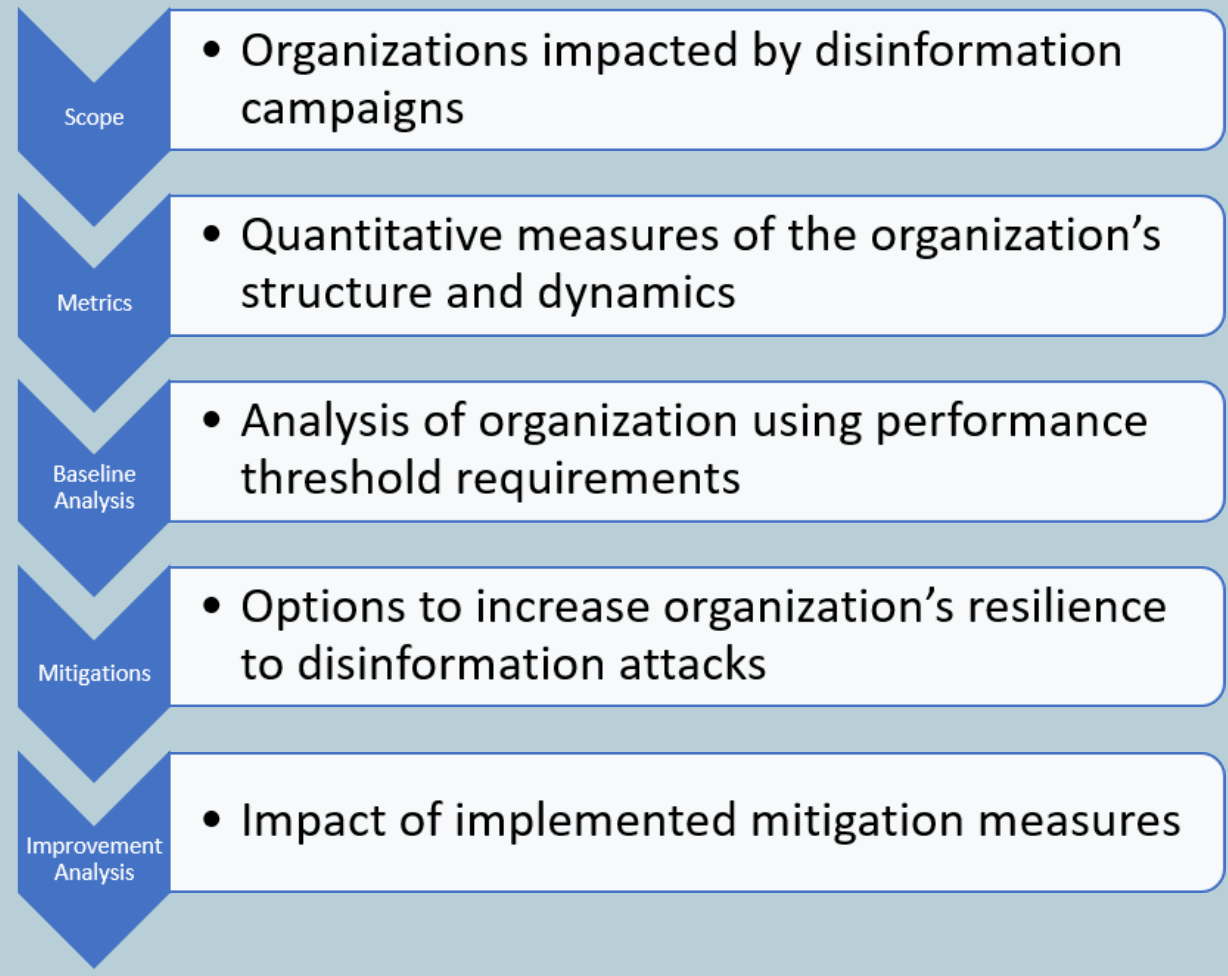 Scope
• Organizations impacted by disinformation
campaigns
Metrics
• Quantitative measures of the organization’s
structure and dynamics
Baseline
Analysis
• Analysis of organization using performance
threshold requirements
Mitigations
• Options to increase organization’s resilience
to disinformation attacks
Improvement
Analysis
• Impact of implemented mitigation measures